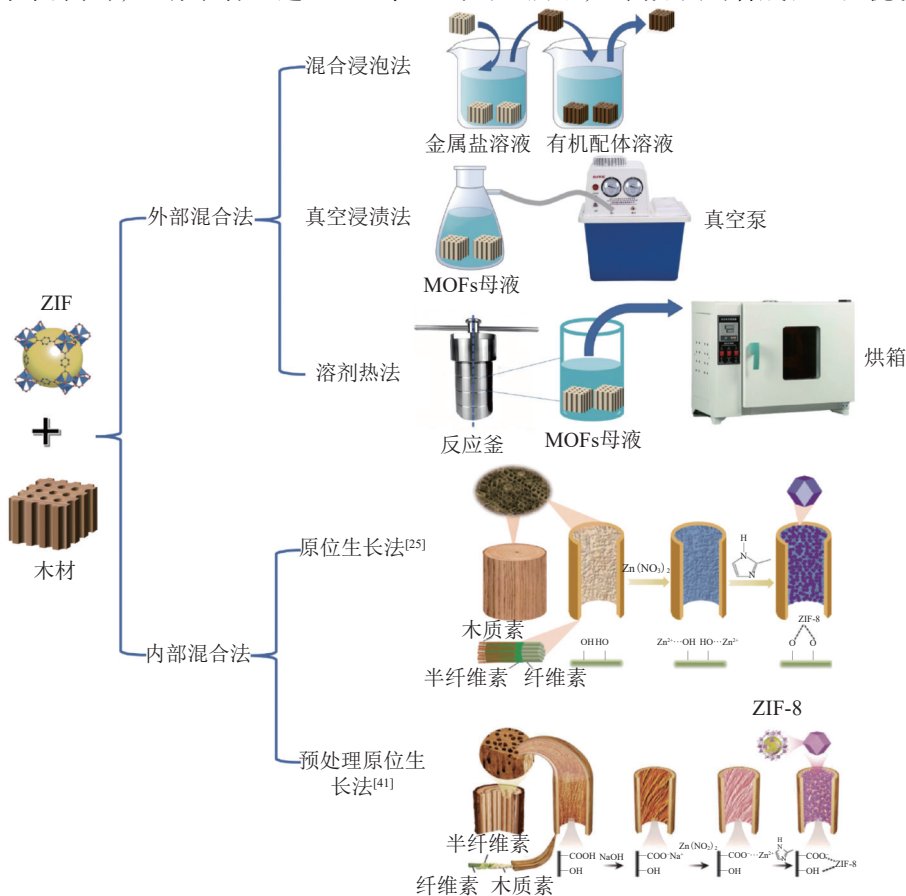 混合浸泡法
金属盐溶液 有机配体溶液
外部混合法
真空浸渍法
真空泵
MOFs母液
ZIF
溶剂热法
烘箱
反应釜
MOFs母液
+
木材
原位生长法[25]
Zn(NO3)2
H
N
N
ZIF-8
木质素
OH HO
Zn2+···OH HO···Zn2+
O O
半纤维素 纤维素
内部混合法
ZIF-8
预处理原位生
长法[41]
半纤维素
纤维素 木质素
COOH
OH
NaOH
COO-Na+
OH
Zn(NO3)2
COO-···Zn2+
OH
H
N
N
COO-
OH
ZIF-8